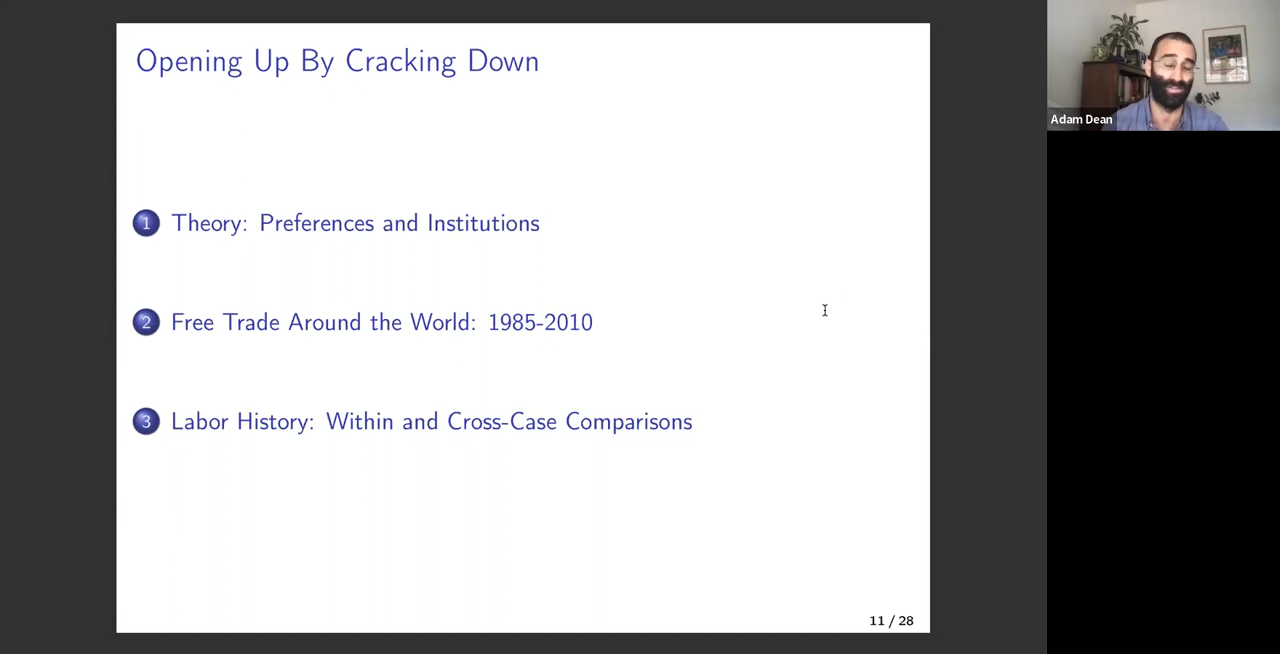 Opening Up By Cracking Down
Adam Dean
1 Theory: Preferences and Institutions
2 Free Trade Around the World: 1985-2010
3 Labor History: Within and Cross-Case Comparisons
11 / 28